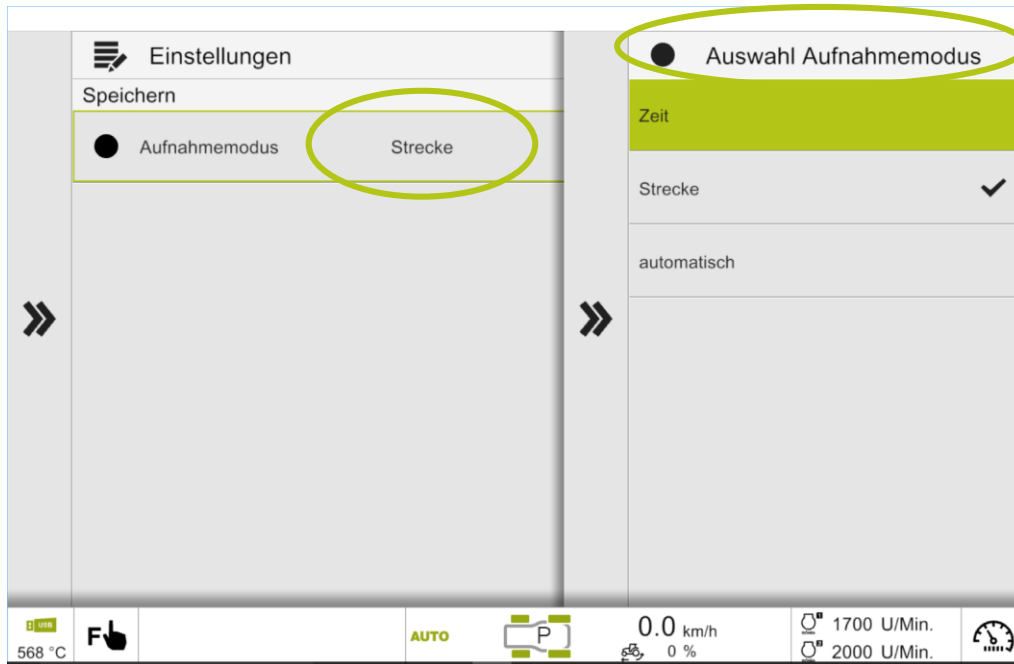 Einstellungen
Speichern
Aufnahmemodus Strecke
Auswahl Aufnahmemodus
Zeit
Strecke
automatisch
USB
568 °C
F
AUTO
P
0.0 km/h
0 %
1700 U/Min.
2000 U/Min.